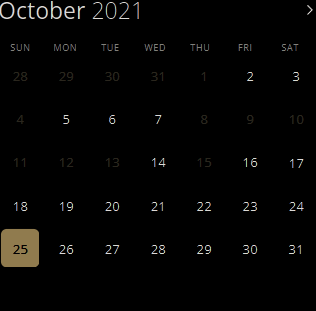 October 2021 >
SUN MON TUE WED THU FRI SAT
28 29 30 31 1 2 3
4 5 6 7 8 9 10
11 12 13 14 15 16 17
18 19 20 21 22 23 24
25 26 27 28 29 30 31